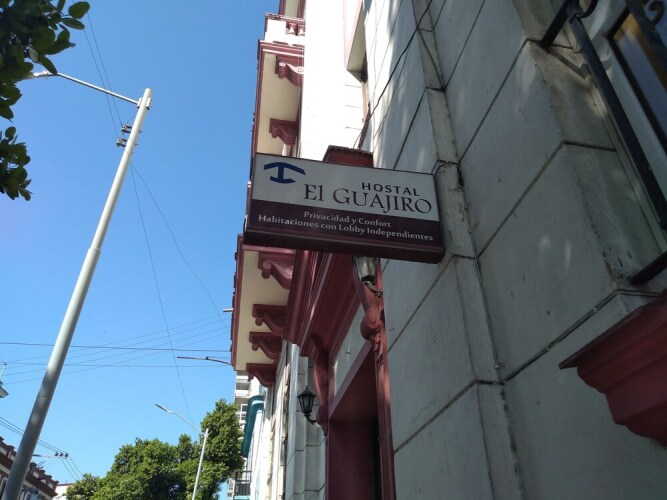 HOSTAL
El GUAJIRO
Privacidad y Confort
Habitaciones con Lobby Independientes